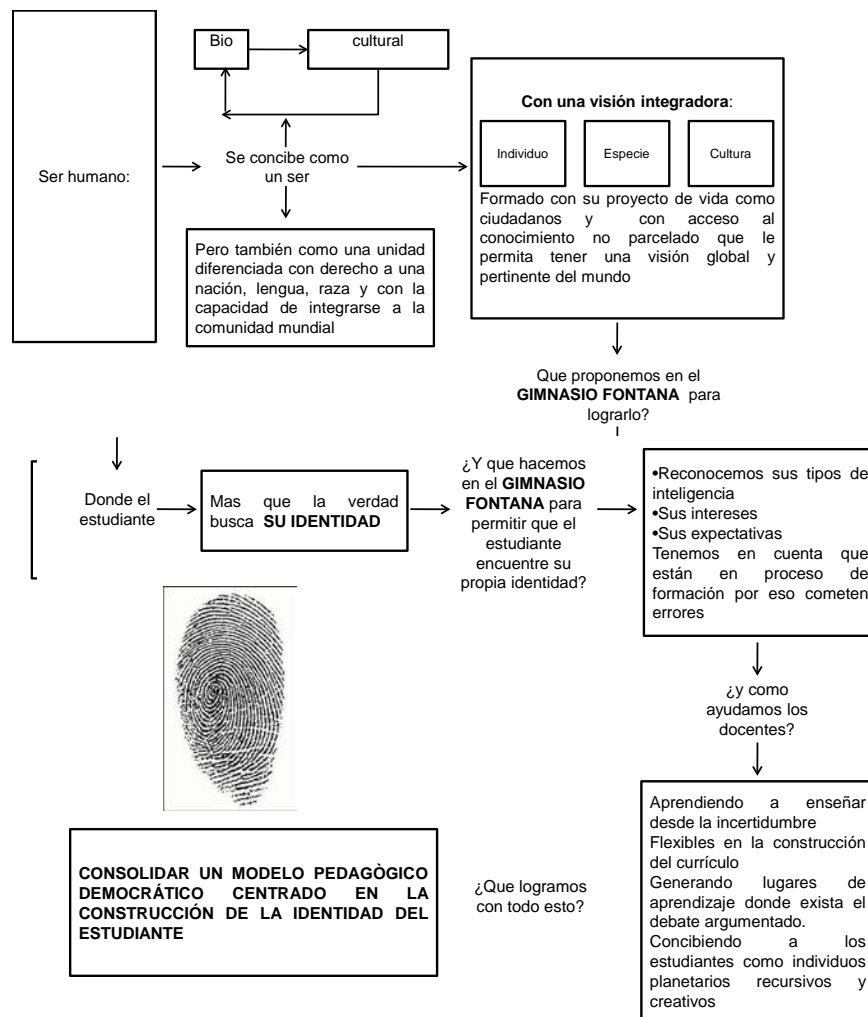 Bio
cultural
Ser humano:
Se concibe como
un ser
Pero también como una unidad
diferenciada con derecho a una
nación, lengua, raza y con la
capacidad de integrarse a la
comunidad mundial
Con una visión integradora:
Individuo
Especie
Cultura
Formado con su proyecto de vida como
ciudadanos y con acceso al
conocimiento no parcelado que le
permita tener una visión global y
pertinente del mundo
Que proponemos en el
GIMNASIO FONTANA para
lograrlo?
Donde el
estudiante
Mas que la verdad
busca SU IDENTIDAD
¿Y que hacemos
en el GIMNASIO
FONTANA para
permitir que el
estudiante
encuentre su
propia identidad?
•Reconocemos sus tipos de
inteligencia
•Sus intereses
•Sus expectativas
Tenemos en cuenta que
están en proceso de
formación por eso cometen
errores
¿y como
ayudamos los
docentes?
Aprendiendo a enseñar
desde la incertidumbre
Flexibles en la construcción
del currículo
Generando lugares de
aprendizaje donde exista el
debate argumentado.
Concibiendo a los
estudiantes como individuos
planetarios recursivos y
creativos
¿Que logramos
con todo esto?
CONSOLIDAR UN MODELO PEDAGÒGICO
DEMOCRÁTICO CENTRADO EN LA
CONSTRUCCIÓN DE LA IDENTIDAD DEL
ESTUDIANTE